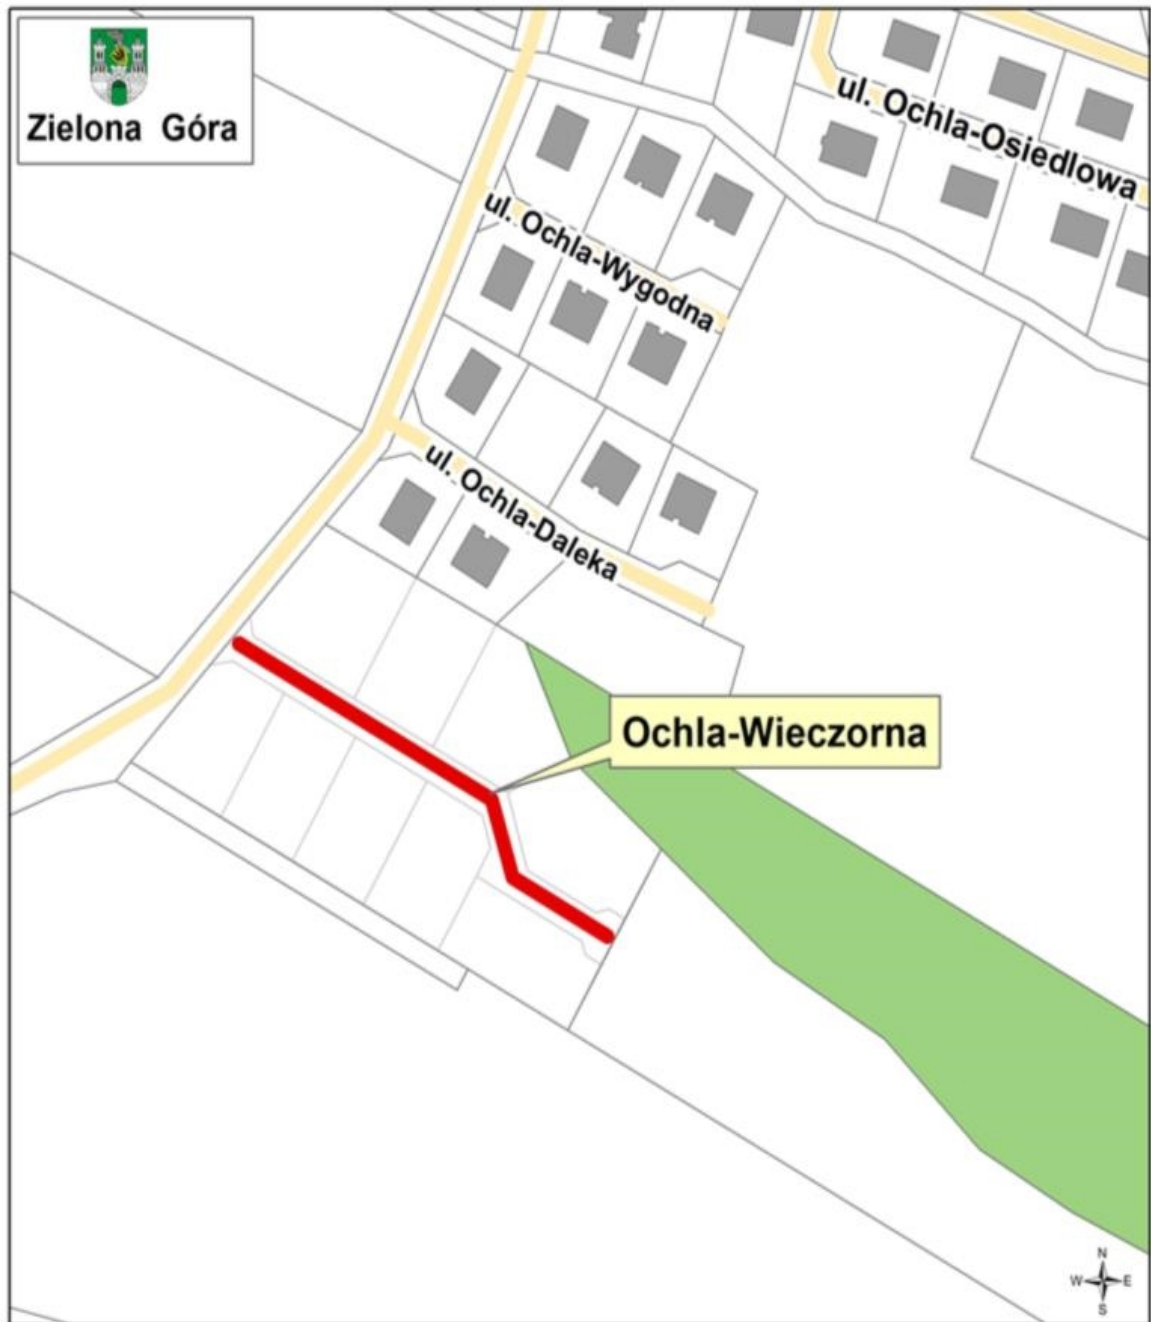 Zielona Góra
ul. Ochla-Osiedlowa
ul. Ochla-Wygodna
ul. Ochla-Daleka
Ochla-Wieczorna
N
W E
S